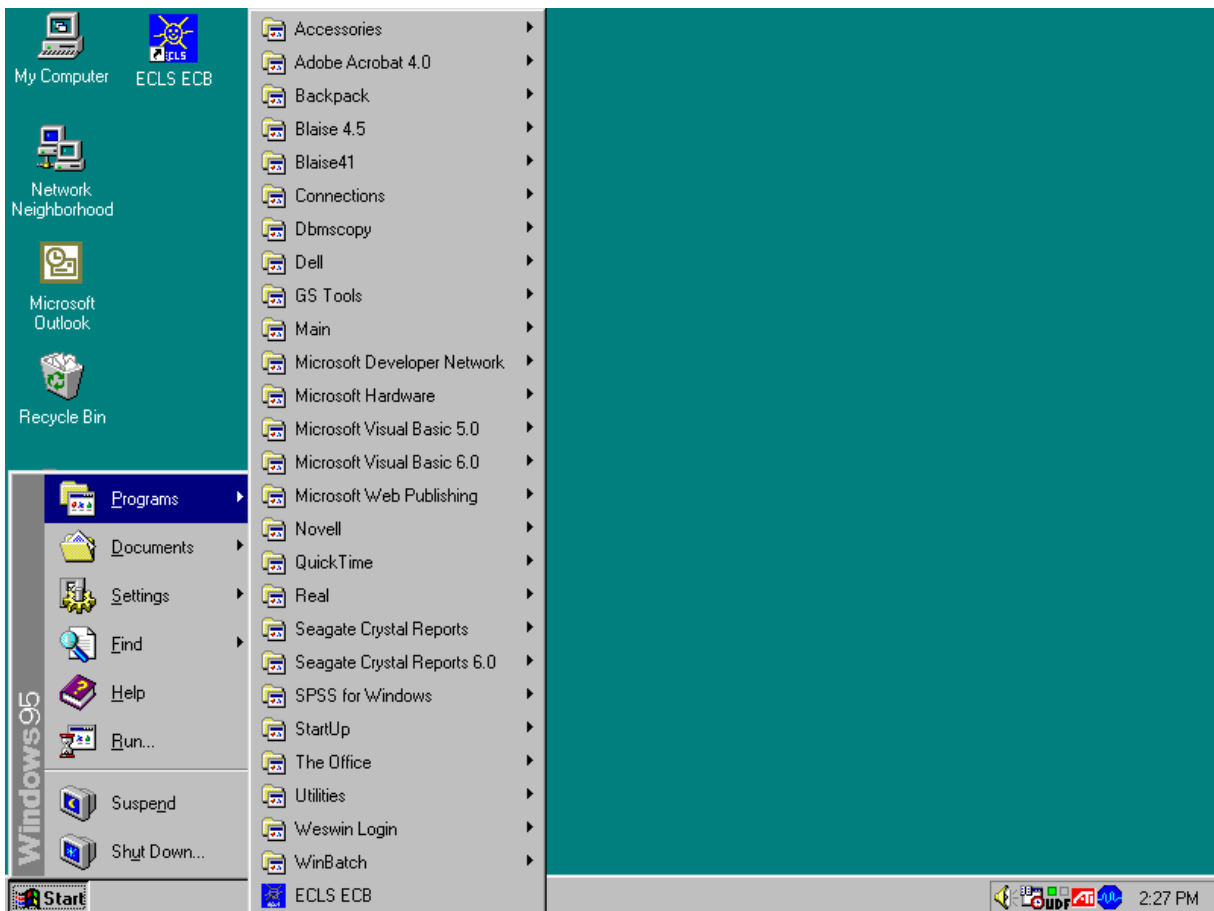 My Computer
ECLS
ECLS ECB
Network
Neighborhood
Microsoft
Outlook
Recycle Bin
Windows95
Programs
Documents
Settings
Find
Help
Run...
Suspend
Shut Down...
Accessories
Adobe Acrobat 4.0
Backpack
Blaise 4.5
Blaise41
Connections
Dbmscopy
Dell
GS Tools
Main
Microsoft Developer Network
Microsoft Hardware
Microsoft Visual Basic 5.0
Microsoft Visual Basic 6.0
Microsoft Web Publishing
Novell
QuickTime
Real
Seagate Crystal Reports
Seagate Crystal Reports 6.0
SPSS for Windows
StartUp
The Office
Utilities
Weswin Login
WinBatch
ECLS ECB
Start
UDF
ATI
2:27 PM